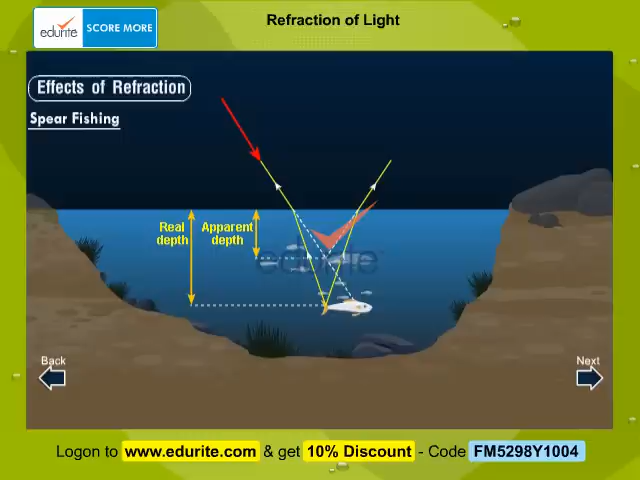 Refraction of Light
edurite SCORE MORE
Effects of Refraction
Spear Fishing
Real depth
Apparent depth
edurite
Back
Next
Logon to www.edurite.com & get 10% Discount - Code FM5298Y1004